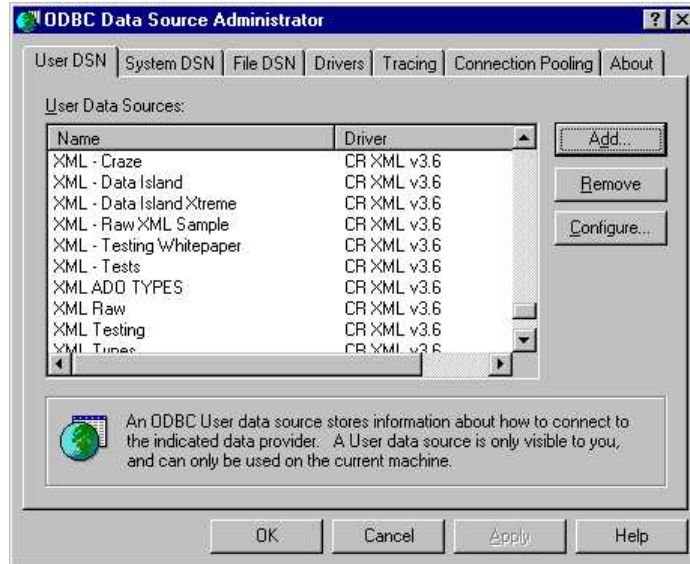 ODBC Data Source Administrator
User DSN System DSN File DSN Drivers Tracing Connection Pooling About
User Data Sources:
Name Driver
XML - Craze CR XML v3.6
XML - Data Island CR XML v3.6
XML - Data Island Xtreme CR XML v3.6
XML - Raw XML Sample CR XML v3.6
XML - Testing Whitepaper CR XML v3.6
XML - Tests CR XML v3.6
XML ADO TYPES CR XML v3.6
XML Raw CR XML v3.6
XML Testing CR XML v3.6
XML Types CR XML v3.6
Add...
Remove
Configure...
An ODBC User data source stores information about how to connect to
the indicated data provider. A User data source is only visible to you,
and can only be used on the current machine.
OK Cancel Apply Help